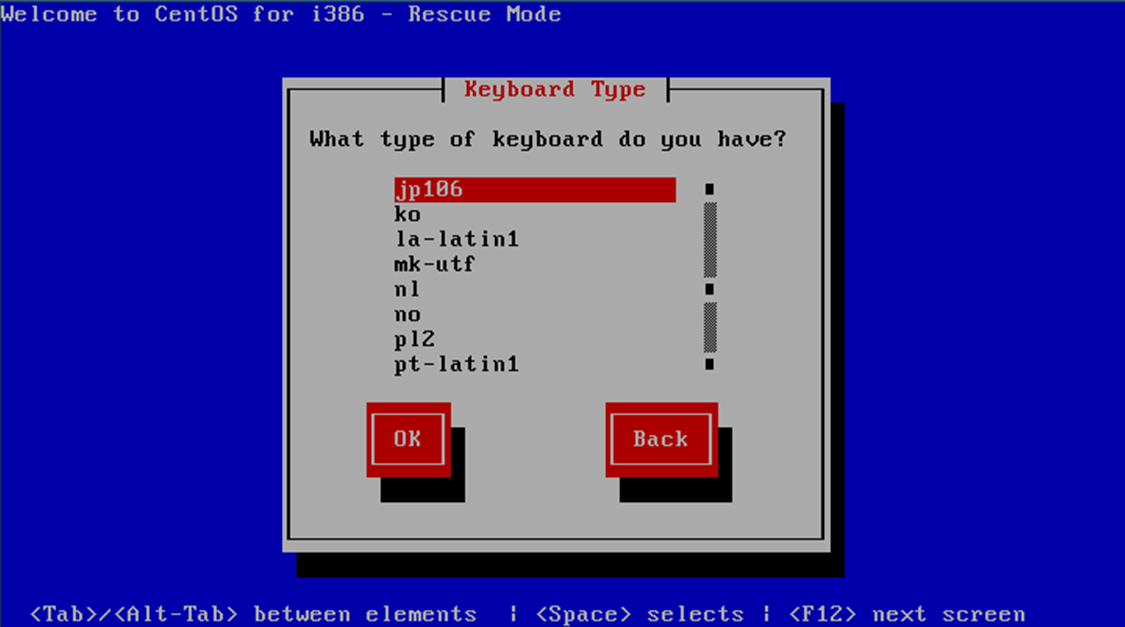 Welcome to CentOS for i386 - Rescue Mode
Keyboard Type
What type of keyboard do you have?
jp106
ko
la-latin1
mk-utf
nl
no
pl2
pt-latin1
OK
Back
<Tab>/<Alt-Tab> between elements | <Space> selects | <F12> next screen